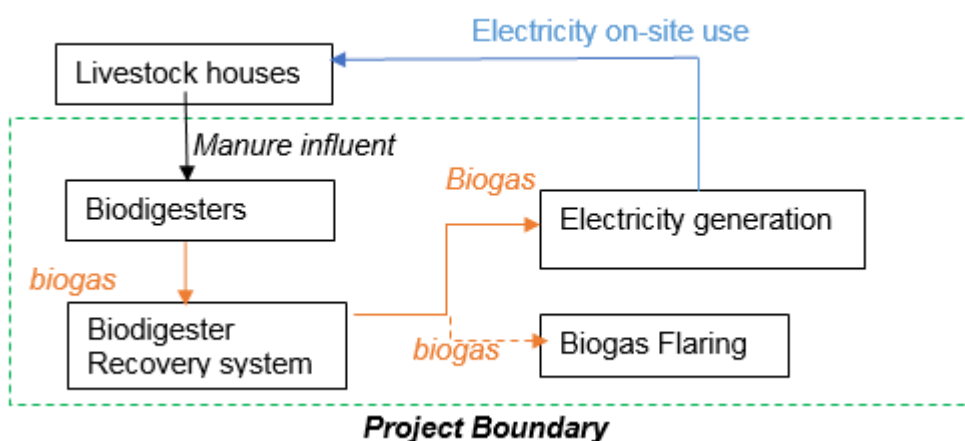 Electricity on-site use
Livestock houses
Manure influent
Biogas
Biodigesters
Electricity generation
biogas
Biodigester
Recovery system
biogas
Biogas Flaring
Project Boundary